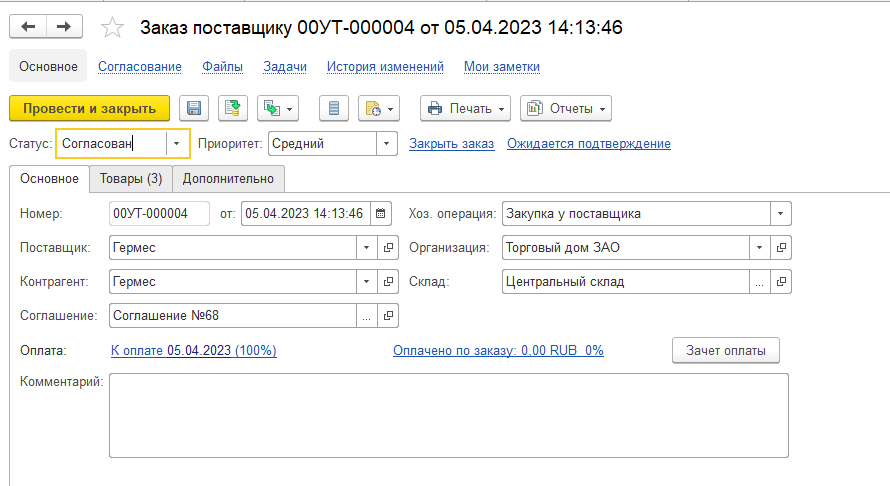 Заказ поставщику 00УТ-000004 от 05.04.2023 14:13:46
Основное Согласование Файлы Задачи История изменений Мои заметки
Провести и закрыть Печать Отчеты
Статус: Согласован Приоритет: Средний Закрыть заказ Ожидается подтверждение
Основное Товары (3) Дополнительно
Номер: 00УТ-000004 от: 05.04.2023 14:13:46 Хоз. операция: Закупка у поставщика
Поставщик: Гермес Организация: Торговый дом ЗАО
Контрагент: Гермес Склад: Центральный склад ...
Соглашение: Соглашение №68 ...
Оплата: К оплате 05.04.2023 (100%) Оплачено по заказу: 0,00 RUB 0% Зачет оплаты
Комментарий: